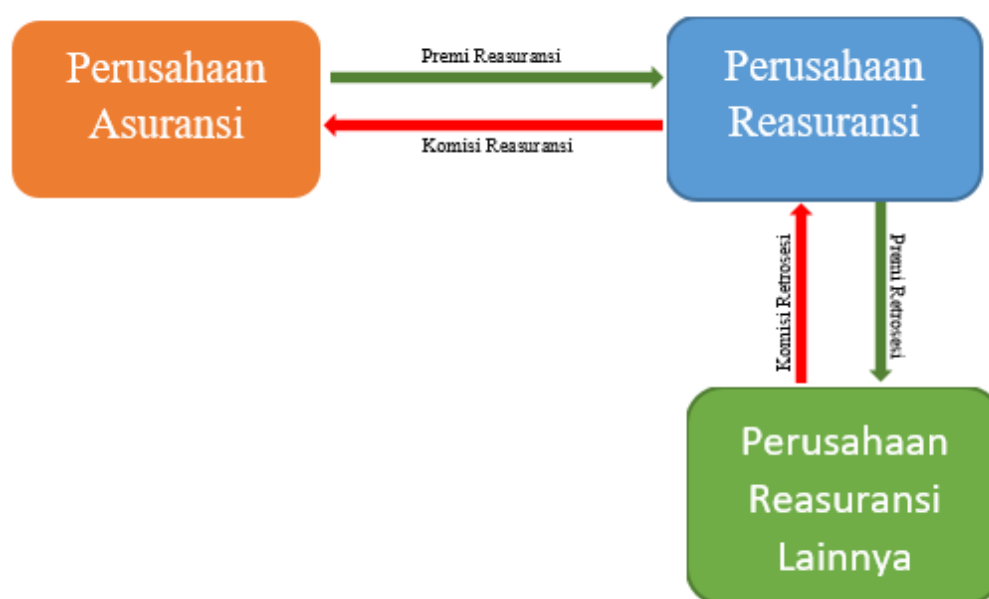 Perusahaan
Asuransi
Premi Reasuransi
Komisi Reasuransi
Perusahaan
Reasuransi
Komisi Retrosesi
Premi Retrosesi
Perusahaan
Reasuransi
Lainnya